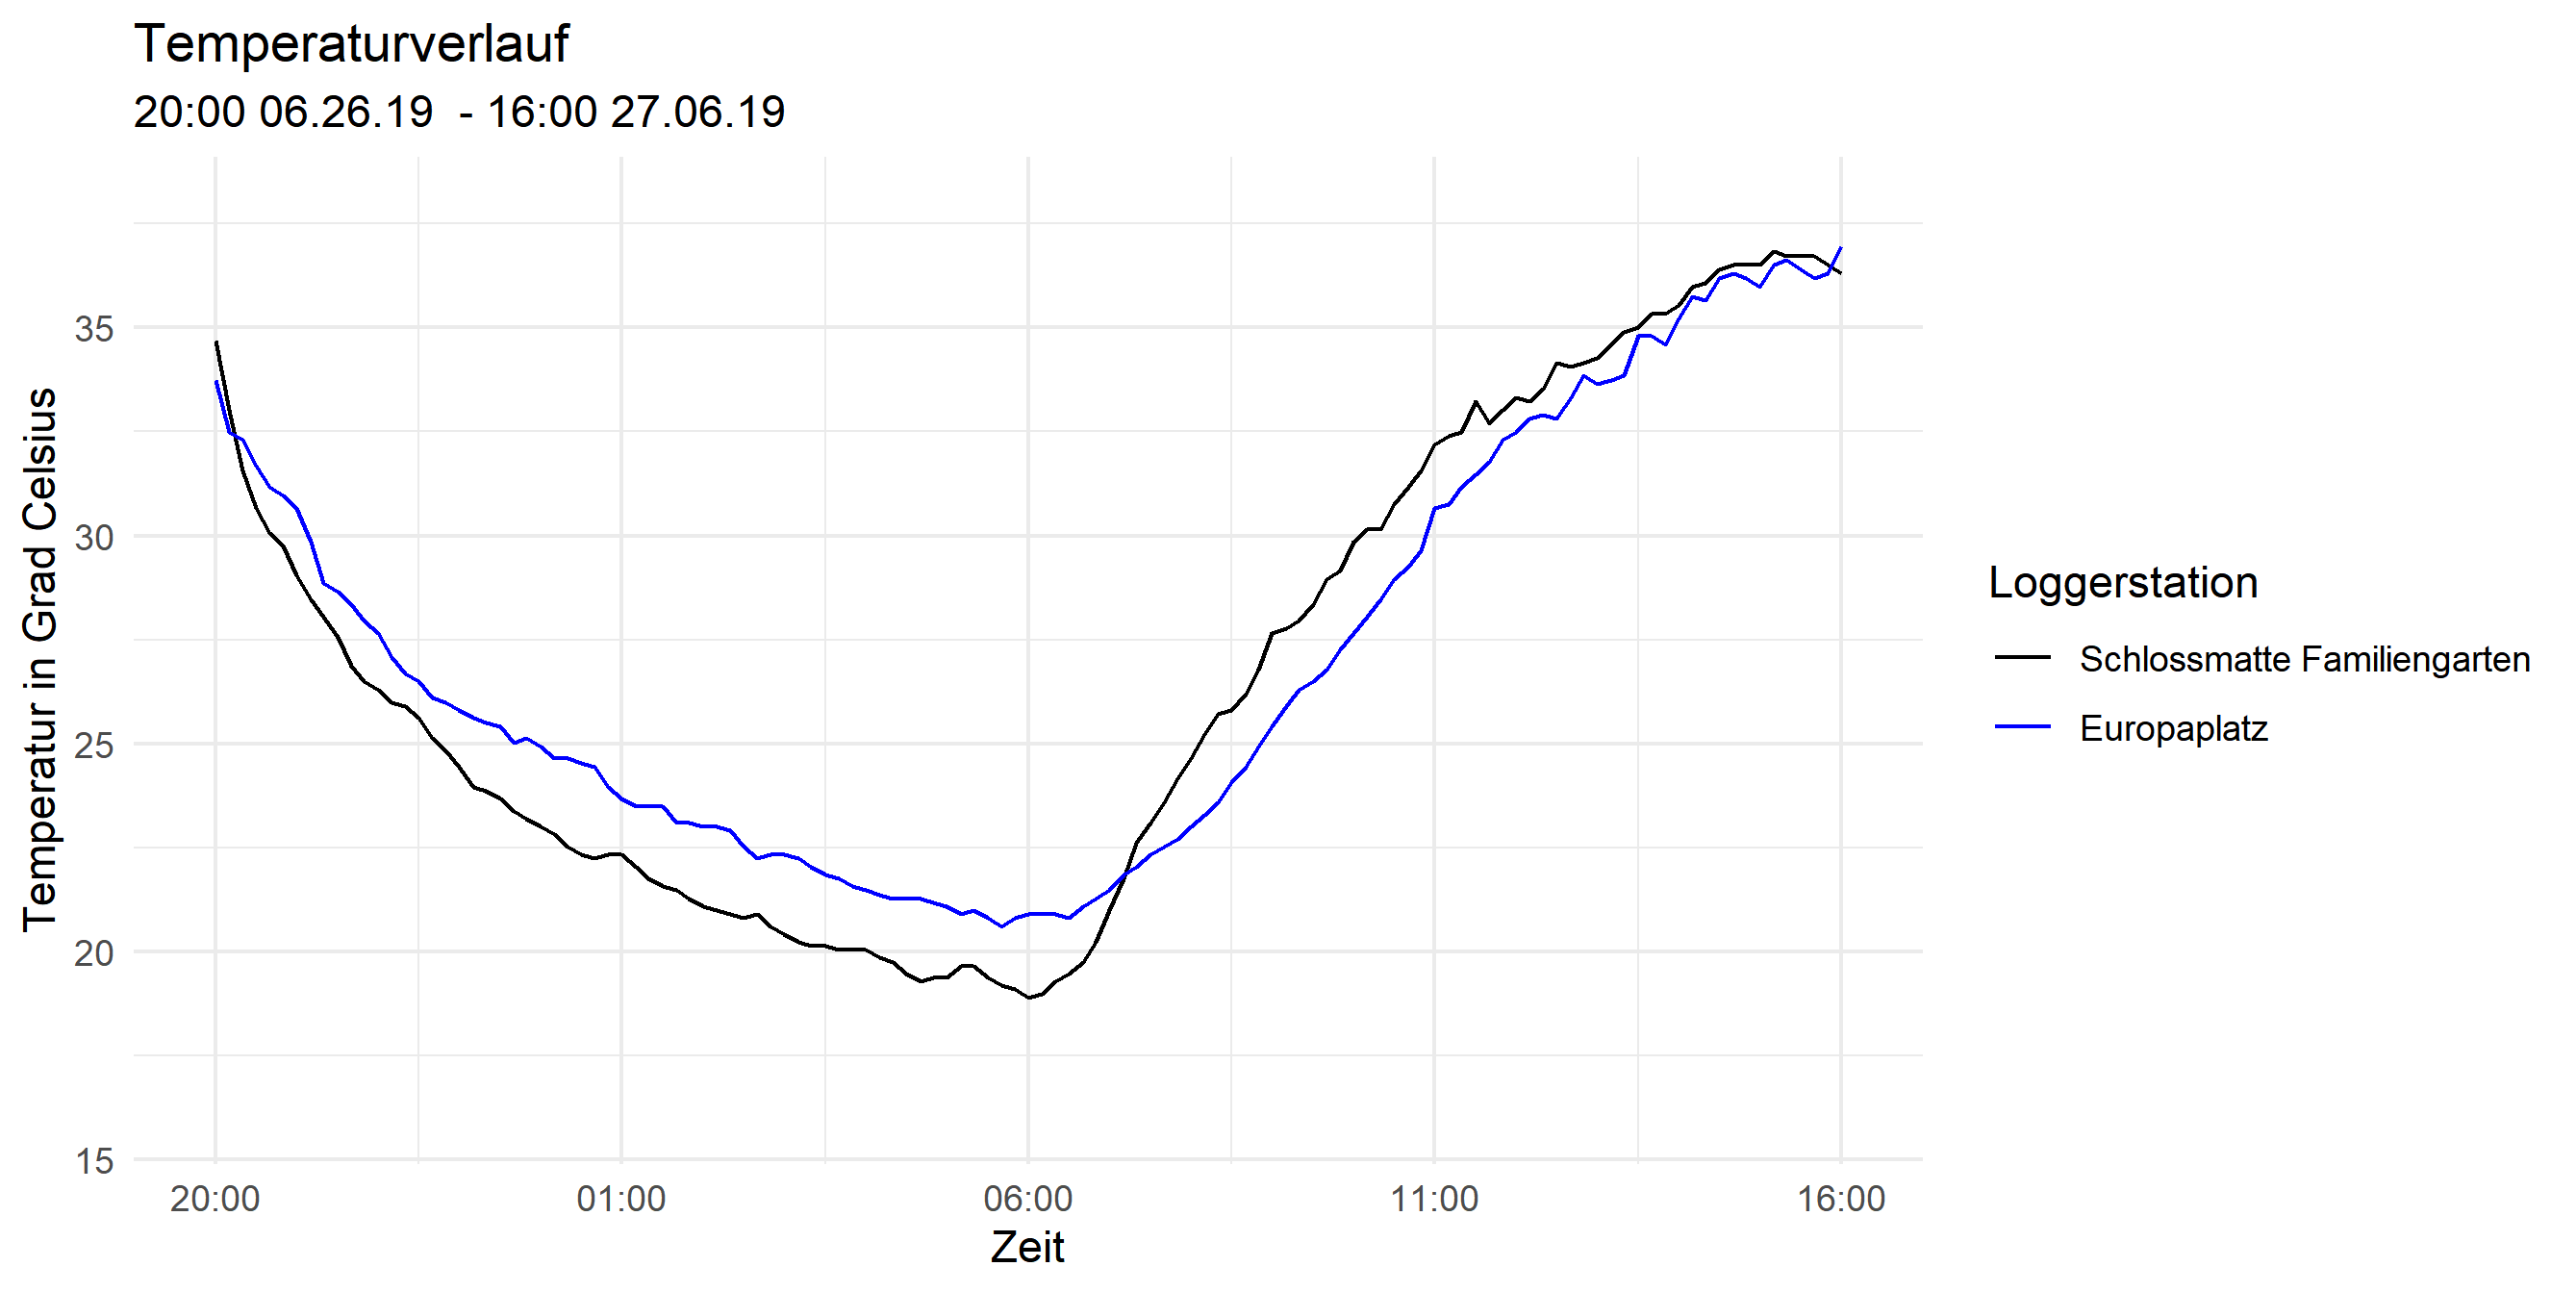 Temperaturverlauf
20:00 06.26.19  - 16:00 27.06.19
Temperatur in Grad Celsius
35
30
25
20
15
20:00 01:00 06:00 11:00 16:00
Zeit
Loggerstation
Schlossmatte Familiengarten
Europaplatz